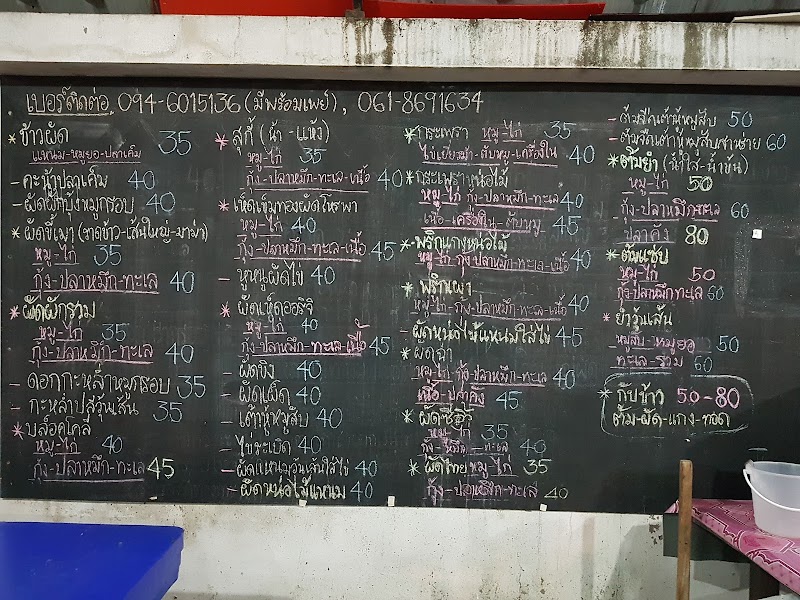 เบอร์ติดต่อ 094-6015136 (มีพร้อมเพย์), 061-8691634
* ข้าวผัด 35
แหนม-หมูยอ-ปลาเค็ม
- คะน้าปลาเค็ม 40
- ผัดผักบุ้งหมูกรอบ 40
* ผัดขี้เมา (ราดข้าว-เส้นใหญ่-มาม่า)
หมู-ไก่ 35
กุ้ง-ปลาหมึก-ทะเล 40
* ผัดผักรวม
หมู-ไก่ 35
กุ้ง-ปลาหมึก-ทะเล 40
- ดอกกะหล่ำหมูกรอบ 35
- กะหล่ำปลีวุ้นเส้น 35
* บล๊อคโคลี่
หมู-ไก่ 40
กุ้ง-ปลาหมึก-ทะเล 45
* สุกี้ (น้ำ-แห้ง)
หมู-ไก่ 35
กุ้ง-ปลาหมึก-ทะเล-เนื้อ 40
* เห็ดเข็มทองผัดโหรพา
หมู-ไก่ 40
กุ้ง-ปลาหมึก-ทะเล-เนื้อ 45
- หูหนูผัดไข่ 40
* ผัดเห็ดออริจิ
หมู-ไก่ 40
กุ้ง-ปลาหมึก-ทะเล-เนื้อ 45
- ผัดขิง 40
- ผัดเผ็ด 40
- เต้าหู้หมูสับ 40
- ไข่ระเบิด 40
- ผัดแหนมวุ้นเส้นใส่ไข่ 40
- ผัดหน่อไม้แหนม 40
* กระเพรา หมู-ไก่ 35
ไข่เยี่ยวม้า-ตับหมู-เครื่องใน 40
* กระเพราหน่อไม้
หมู-ไก่ กุ้ง-ปลาหมึก-ทะเล 40
เนื้อ-เครื่องใน-ตับหมู 45
* พริกแกงหน่อไม้
หมู-ไก่ กุ้ง-ปลาหมึก-ทะเล-เนื้อ 40
* พริกเผา
หมู-ไก่ กุ้ง-ปลาหมึก-ทะเล-เนื้อ 40
- ผัดหน่อไม้แหนมใส่ไข่ 45
* ผัดฉ่า
หมู-ไก่ กุ้ง-ปลาหมึก-ทะเล 40
เนื้อ-ปลาคัง 45
* ผัดซีอิ๊ว
หมู-ไก่ 35
กุ้ง-หมึก-ทะเล 40
* ผัดไทย หมู-ไก่ 35
กุ้ง-ปลาหมึก-ทะเล 40
- ต้มจืดเต้าหู้หมูสับ 50
- ต้มจืดเต้าหู้หมูสับสาหร่าย 60
* ต้มยำ (น้ำใส-น้ำข้น)
หมู-ไก่ 50
กุ้ง-ปลาหมึก-ทะเล 60
ปลาคัง 80
* ต้มแซ่บ
หมู-ไก่ 50
กุ้ง-ปลาหมึก-ทะเล 60
* ยำวุ้นเส้น
หมูสับ-หมูยอ 50
ทะเล-รวม 60
* กับข้าว 50-80
ต้ม-ผัด-แกง-ทอด